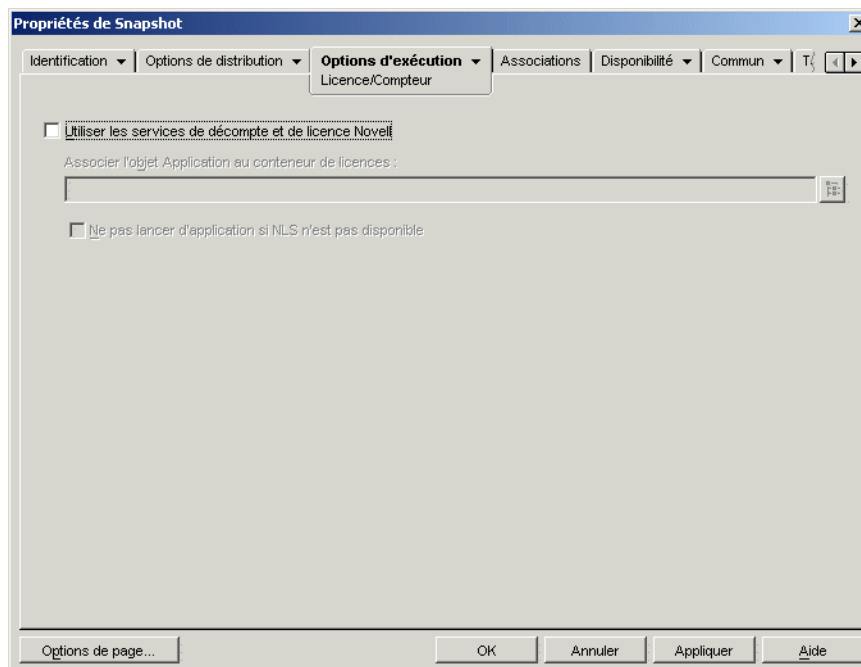 Propriétés de Snapshot
Identification Options de distribution Options d'exécution Associations Disponibilité Commun
Licence/Compteur
Utiliser les services de décompte et de licence Novell
Associer l'objet Application au conteneur de licences :
Ne pas lancer d'application si NLS n'est pas disponible
Options de page... OK Annuler Appliquer Aide